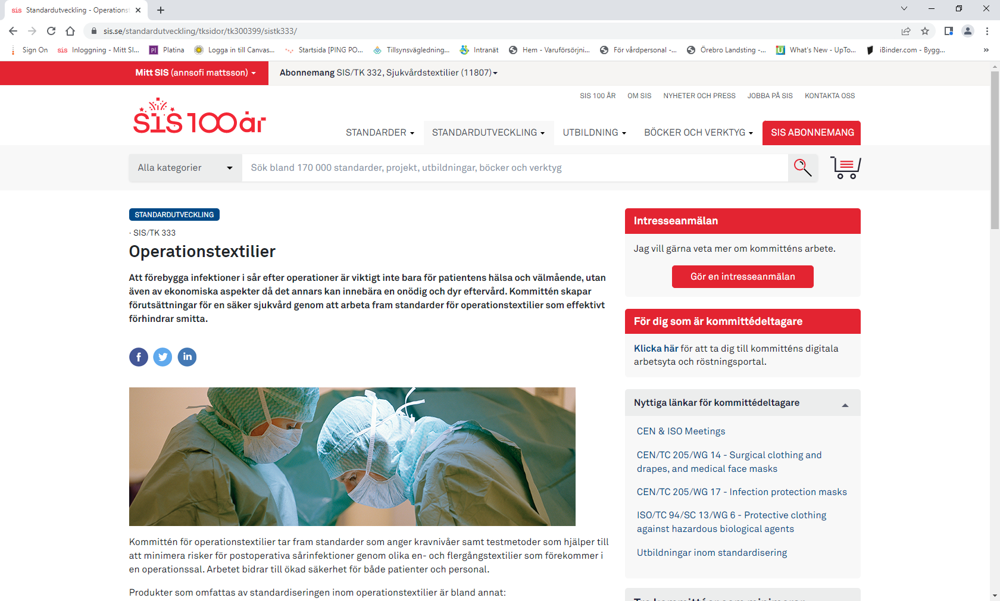 Standardutveckling - Operationst
sis.se/standardutveckling/tksidor/tk300399/sistk333/
Sign On
sis Inloggning - Mitt SI...
Platina
Logga in till Canvas...
Startsida [PING PO...
Tillsynsvägledning...
Intranät
Hem - Varuförsörjni...
För vårdpersonal -...
Örebro Landsting -...
What's New - UpTo...
iBinder.com - Bygg...
»
Mitt SIS (annsofi mattsson)
Abonnemang SIS/TK 332, Sjukvårdstextilier (11807)
SIS 100 ÅR OM SIS NYHETER OCH PRESS JOBBA PÅ SIS KONTAKTA OSS
sis 100 år
STANDARDER STANDARDUTVECKLING UTBILDNING BÖCKER OCH VERKTYG SIS ABONNEMANG
Alla kategorier
Sök bland 170 000 standarder, projekt, utbildningar, böcker och verktyg
STANDARDUTVECKLING
· SIS/TK 333
Operationstextilier
Att förebygga infektioner i sår efter operationer är viktigt inte bara för patientens hälsa och välmående, utan
även av ekonomiska aspekter då det annars kan innebära en onödig och dyr eftervård. Kommittén skapar
förutsättningar för en säker sjukvård genom att arbeta fram standarder för operationstextilier som effektivt
förhindrar smitta.
Kommittén för operationstextilier tar fram standarder som anger kravnivåer samt testmetoder som hjälper till
att minimera risker för postoperativa sårinfektioner genom olika en- och flergångstextilier som förekommer i
en operationssal. Arbetet bidrar till ökad säkerhet för både patienter och personal.
Produkter som omfattas av standardiseringen inom operationstextilier är bland annat:
Intresseanmälan
Jag vill gärna veta mer om kommitténs arbete.
Gör en intresseanmälan
För dig som är kommittédeltagare
Klicka här för att ta dig till kommitténs digitala
arbetsyta och röstningsportal.
Nyttiga länkar för kommittédeltagare
CEN & ISO Meetings
CEN/TC 205/WG 14 - Surgical clothing and
drapes, and medical face masks
CEN/TC 205/WG 17 - Infection protection masks
ISO/TC 94/SC 13/WG 6 - Protective clothing
against hazardous biological agents
Utbildningar inom standardisering